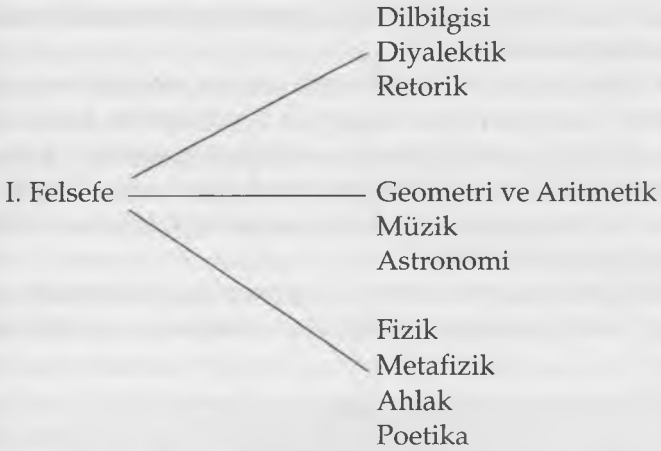 Dilbilgisi
Diyalektik
Retorik
I. Felsefe
Geometri ve Aritmetik
Müzik
Astronomi
Fizik
Metafizik
Ahlak
Poetika